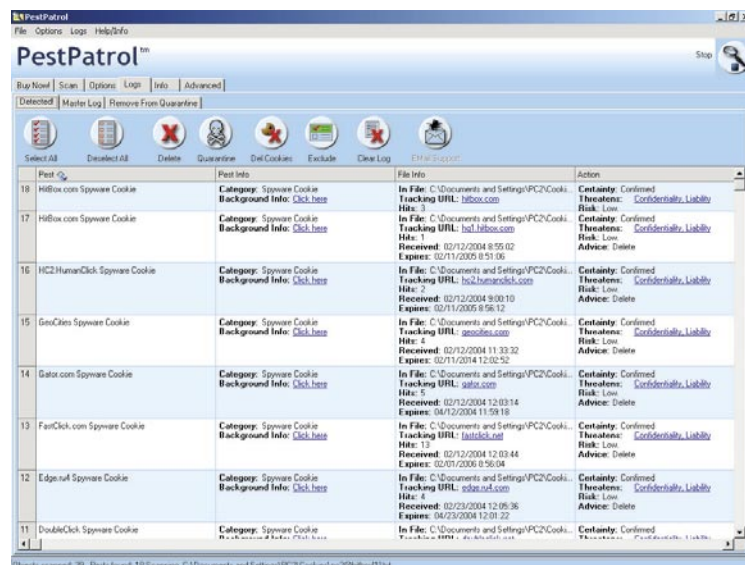 PestPatrol
File Options Logs Help/Info
PestPatrol™
Stop
Buy Now! Scan Options Logs Info Advanced
Detected Master Log Remove From Quarantine
Select All Deselect All Delete Quarantine Del Cookies Exclude Clear Log EMail Support
Pest Pest Info File Info Action
18 HitBox.com Spyware Cookie
Category: Spyware Cookie
Background Info: Click here
In File: C:\Documents and Settings\PC2\Cooki...
Tracking URL: hitbox.com
Hits: 3
Certainty: Confirmed
Threatens: Confidentiality, Liability
Risk: Low
17 HitBox.com Spyware Cookie
Category: Spyware Cookie
Background Info: Click here
In File: C:\Documents and Settings\PC2\Cooki...
Tracking URL: hg1.hitbox.com
Hits: 1
Received: 02/12/2004 8:55:02
Expires: 02/11/2005 8:51:06
Certainty: Confirmed
Threatens: Confidentiality, Liability
Risk: Low
Advice: Delete
16 HC2.HumanClick Spyware Cookie
Category: Spyware Cookie
Background Info: Click here
In File: C:\Documents and Settings\PC2\Cooki...
Tracking URL: hc2.humanclick.com
Hits: 2
Received: 02/12/2004 9:00:10
Expires: 02/11/2005 8:56:12
Certainty: Confirmed
Threatens: Confidentiality, Liability
Risk: Low
Advice: Delete
15 GeoCities Spyware Cookie
Category: Spyware Cookie
Background Info: Click here
In File: C:\Documents and Settings\PC2\Cooki...
Tracking URL: geocities.com
Hits: 4
Received: 02/12/2004 11:33:32
Expires: 02/11/2014 12:02:52
Certainty: Confirmed
Threatens: Confidentiality, Liability
Risk: Low
Advice: Delete
14 Gator.com Spyware Cookie
Category: Spyware Cookie
Background Info: Click here
In File: C:\Documents and Settings\PC2\Cooki...
Tracking URL: gator.com
Hits: 5
Received: 02/12/2004 12:03:14
Expires: 04/12/2004 11:59:18
Certainty: Confirmed
Threatens: Confidentiality, Liability
Risk: Low
Advice: Delete
13 FastClick.com Spyware Cookie
Category: Spyware Cookie
Background Info: Click here
In File: C:\Documents and Settings\PC2\Cooki...
Tracking URL: fastclick.net
Hits: 13
Received: 02/12/2004 12:03:44
Expires: 02/01/2006 8:56:04
Certainty: Confirmed
Threatens: Confidentiality, Liability
Risk: Low
Advice: Delete
12 Edge.ru4 Spyware Cookie
Category: Spyware Cookie
Background Info: Click here
In File: C:\Documents and Settings\PC2\Cooki...
Tracking URL: edge.ru4.com
Hits: 4
Received: 02/23/2004 12:05:36
Expires: 04/23/2004 12:01:22
Certainty: Confirmed
Threatens: Confidentiality, Liability
Risk: Low
Advice: Delete
11 DoubleClick Spyware Cookie
Category: Spyware Cookie
Background Info: Click here
In File: C:\Documents and Settings\PC2\Cooki...
Tracking URL: doubleclick.net
Certainty: Confirmed
Threatens: Confidentiality, Liability